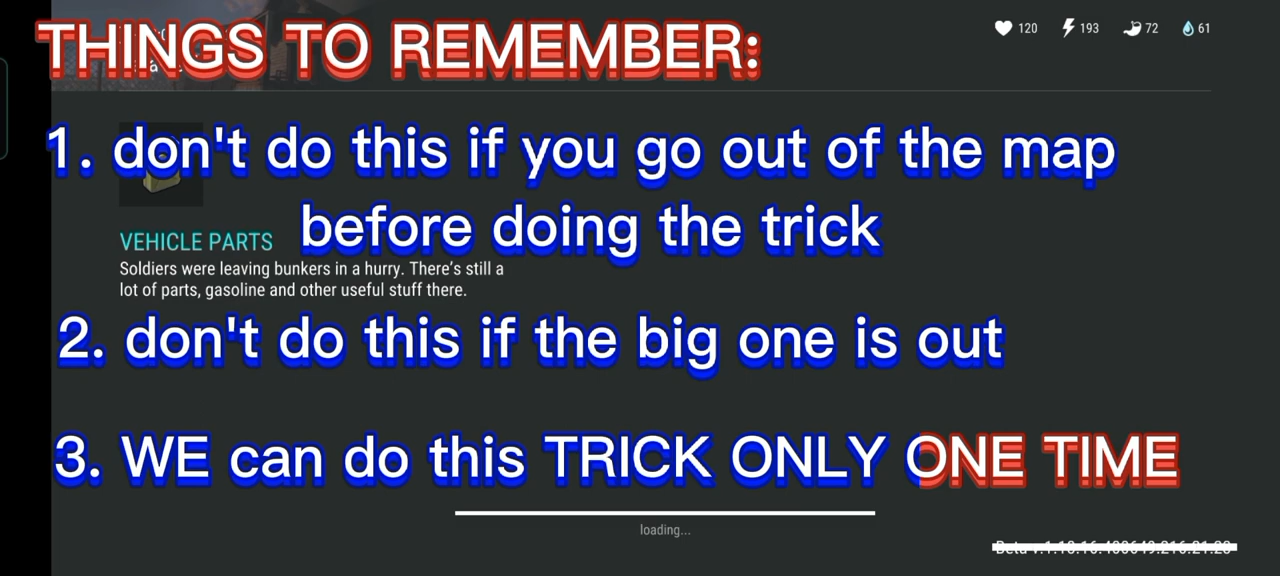 THINGS TO REMEMBER:
120 193 72 61
1. don't do this if you go out of the map
before doing the trick
VEHICLE PARTS
Soldiers were leaving bunkers in a hurry. There's still a
lot of parts, gasoline and other useful stuff there.
2. don't do this if the big one is out
3. WE can do this TRICK ONLY ONE TIME
loading...